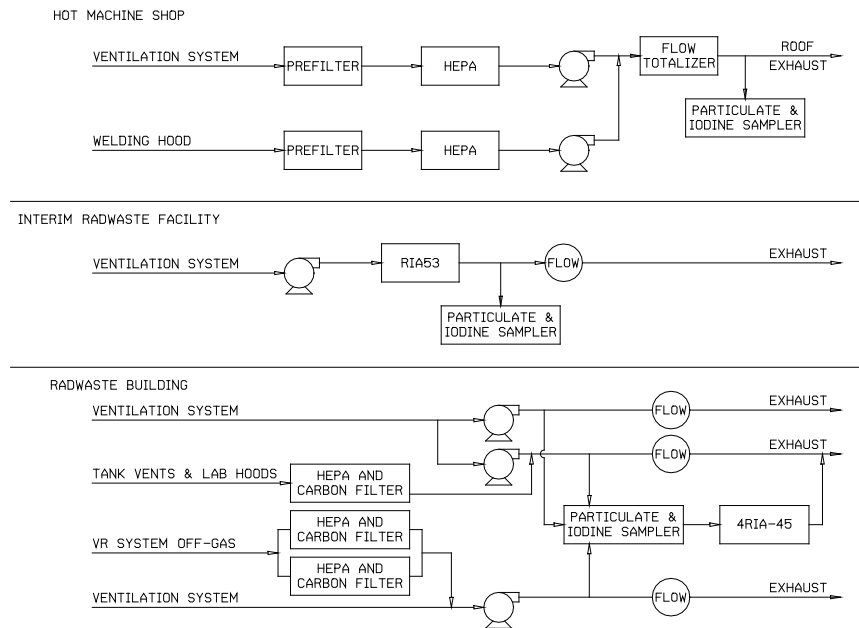 HOT MACHINE SHOP
VENTILATION SYSTEM
PREFILTER
HEPA
FLOW
TOTALIZER
ROOF
EXHAUST
PARTICULATE &
IODINE SAMPLER
WELDING HOOD
PREFILTER
HEPA
INTERIM RADWASTE FACILITY
VENTILATION SYSTEM
RIA53
FLOW
EXHAUST
PARTICULATE &
IODINE SAMPLER
RADWASTE BUILDING
VENTILATION SYSTEM
FLOW
EXHAUST
FLOW
EXHAUST
TANK VENTS & LAB HOODS
HEPA AND
CARBON FILTER
HEPA AND
CARBON FILTER
PARTICULATE &
IODINE SAMPLER
4RIA-45
VR SYSTEM OFF-GAS
HEPA AND
CARBON FILTER
VENTILATION SYSTEM
FLOW
EXHAUST